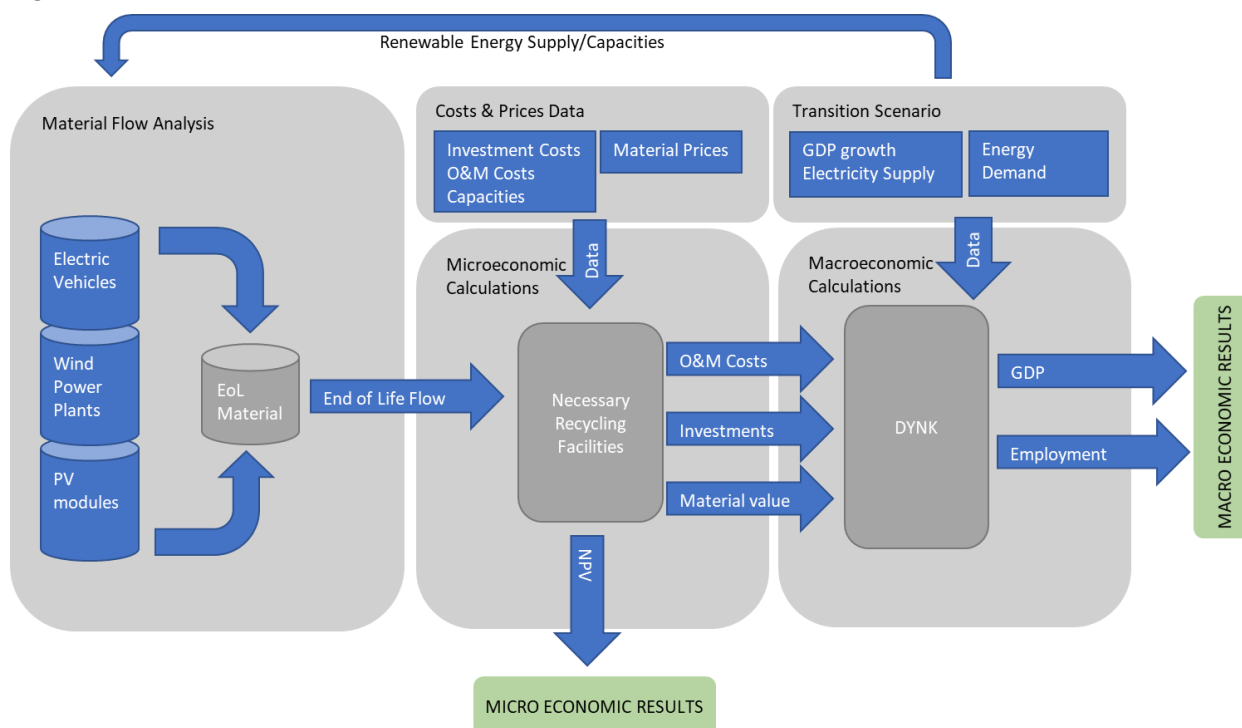 Renewable Energy Supply/Capacities
Material Flow Analysis
Electric
Vehicles
Wind
Power
Plants
PV
modules
EoL
Material
End of Life Flow
Costs & Prices Data
Investment Costs
O&M Costs
Capacities
Material Prices
Data
Microeconomic
Calculations
Necessary
Recycling
Facilities
O&M Costs
Investments
Material value
NPV
MICRO ECONOMIC RESULTS
Transition Scenario
GDP growth
Electricity Supply
Energy
Demand
Data
Macroeconomic
Calculations
DYNK
GDP
Employment
MACRO ECONOMIC RESULTS